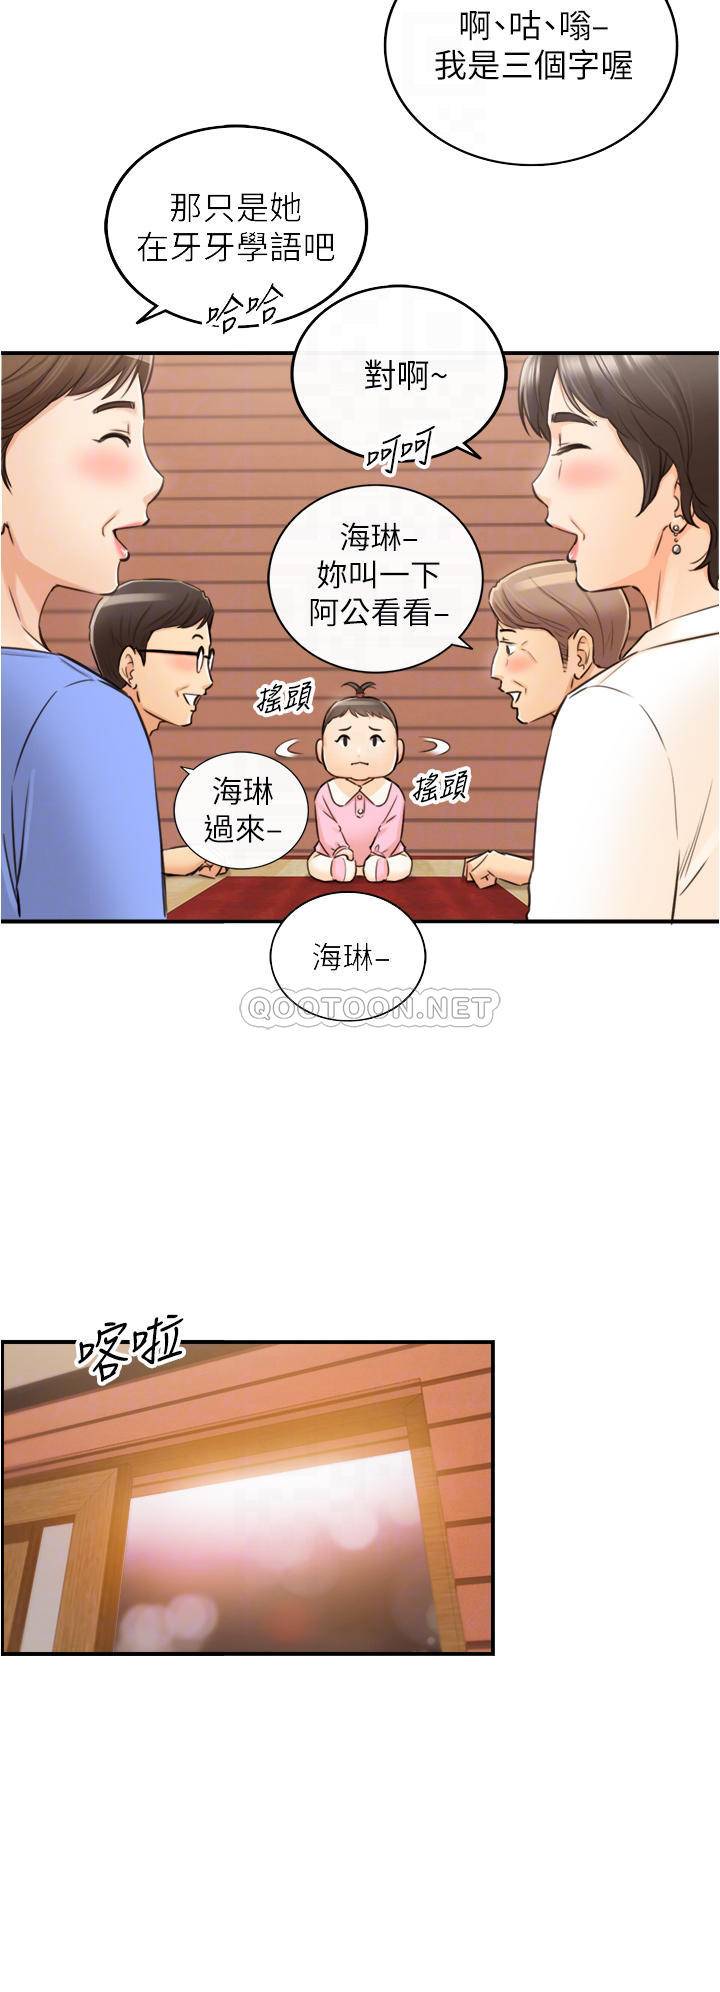 啊、咕、嗡-
我是三個字喔
那只是她
在牙牙學語吧
哈哈
對啊~
呵呵
海琳-
妳叫一下
阿公看看-
搖頭
海琳
過來-
搖頭
海琳-
QOOTOON.NET
喀啦